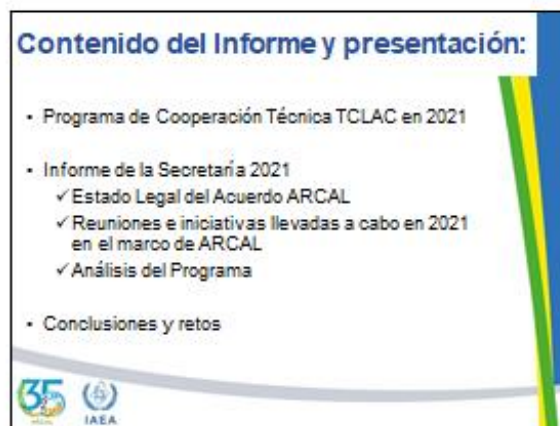 Contenido del Informe y presentación:
• Programa de Cooperación Técnica TCLAC en 2021
• Informe de la Secretaría 2021
✓Estado Legal del Acuerdo ARCAL
✓Reuniones e iniciativas llevadas a cabo en 2021
en el marco de ARCAL
✓Análisis del Programa
• Conclusiones y retos
35
IAEA